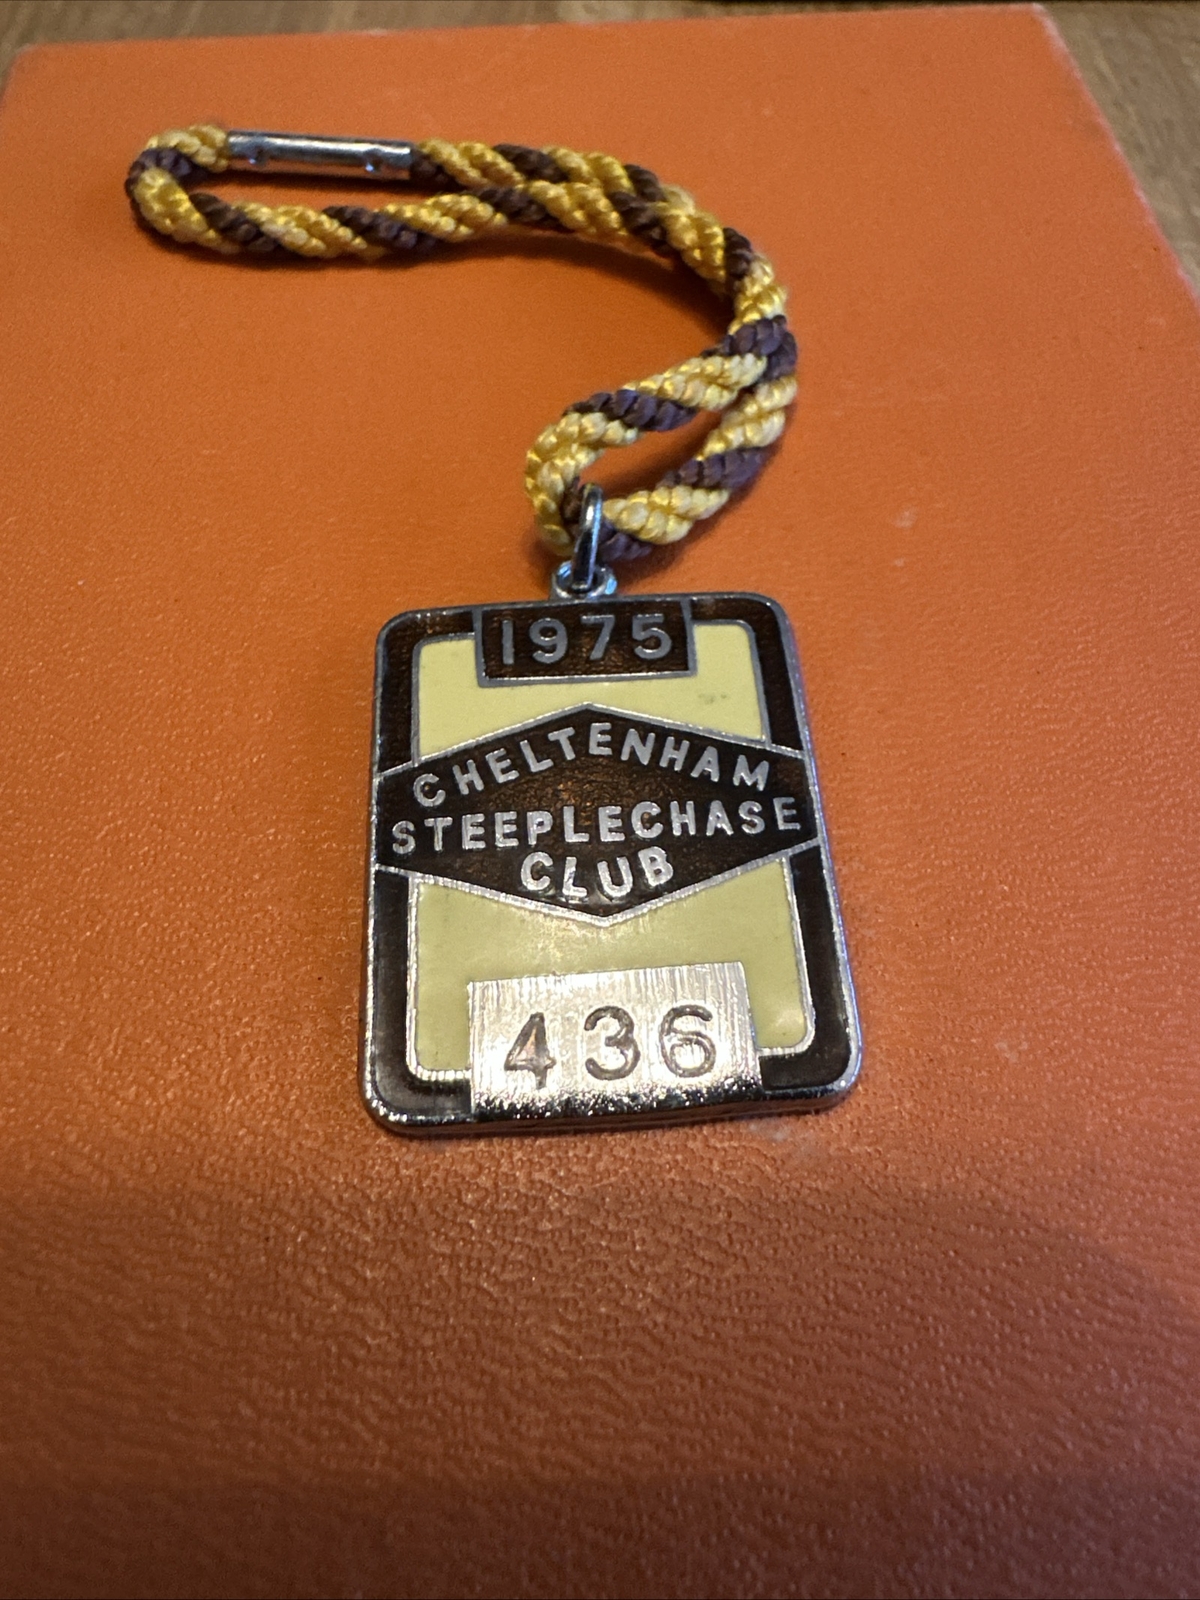 1975
CHELTENHAM
STEEPLECHASE
CLUB
436